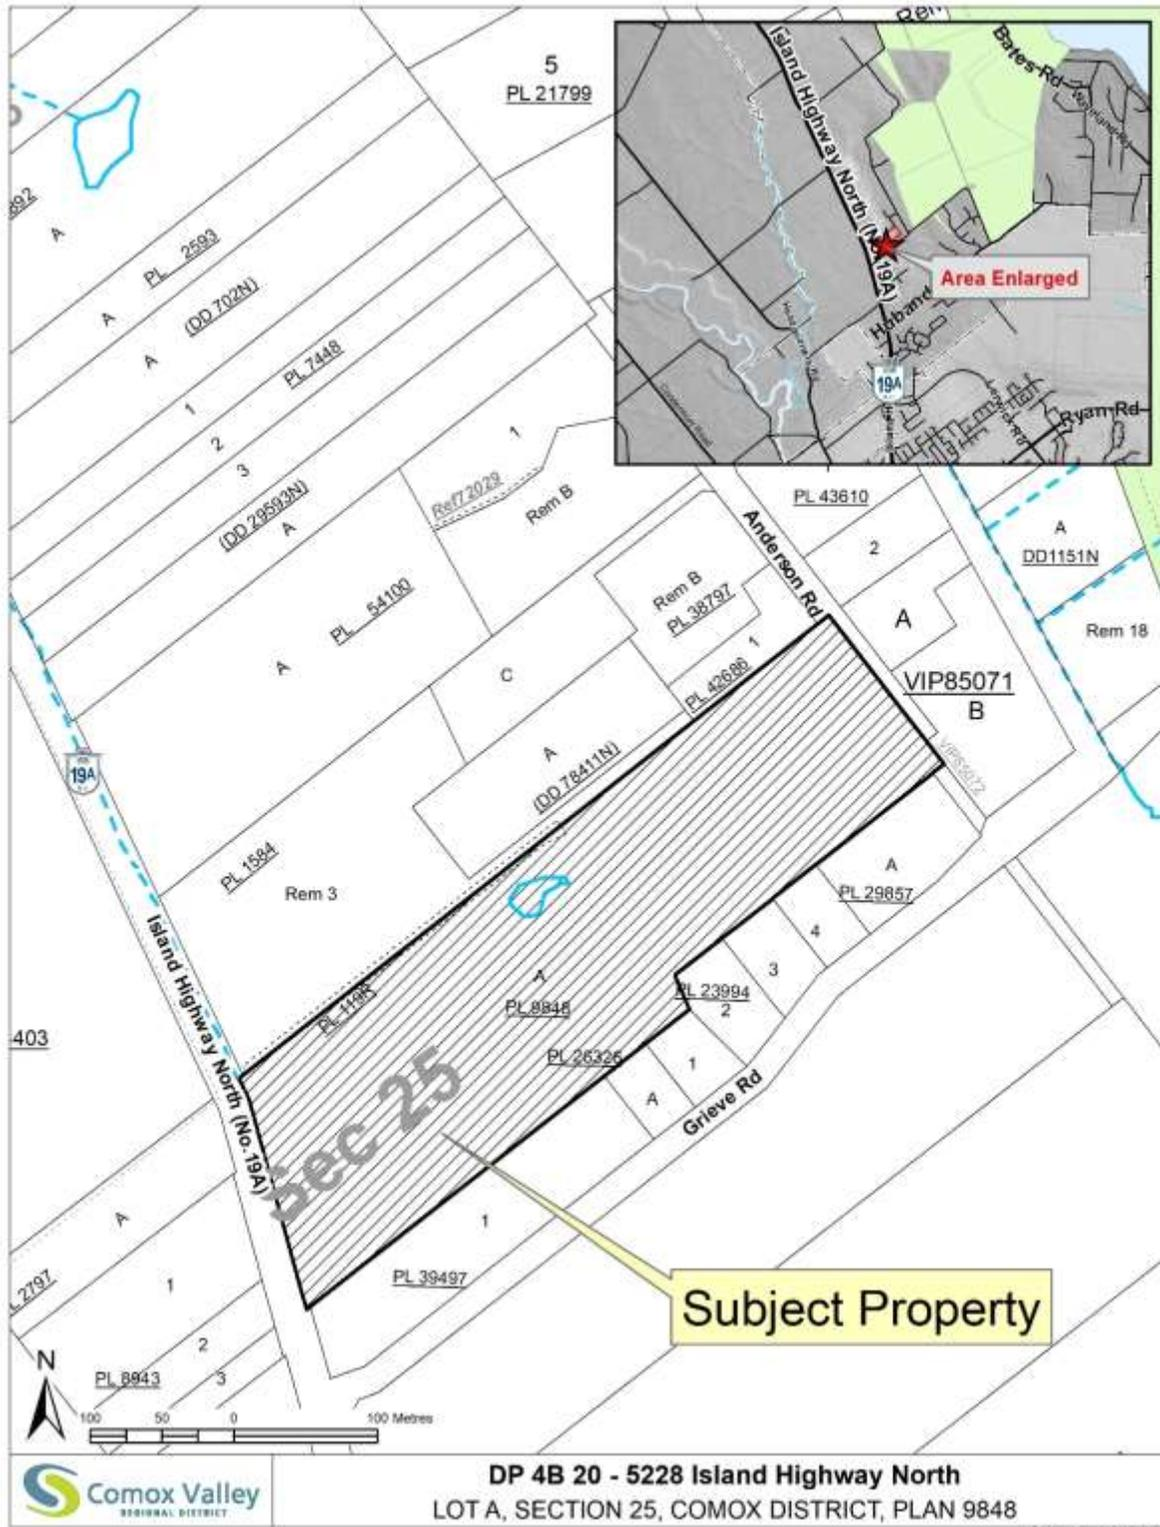 5
PL 21799
A
PL 2593
A
(DD 702N)
A
PL 7448
1
2
3
(DD 29593N)
A
1
Ref72029
Rem B
PL 54100
A
Island Highway North (No. 19A)
Bates Rd
Area Enlarged
19A
Ryan Rd
PL 43610
Anderson Rd
2
A
DD1151N
Rem 18
Rem B
PL 38797
A
1
PL 42686
C
VIP85071
B
A
(DD 78411N)
19A
PL 1584
Rem 3
A
PL 29857
4
3
PL 23994
2
A
PL 9848
PL 119R
PL 26326
1
A
Grieve Rd
403
Island Highway North (No. 19A)
Sec 25
A
1
1
PL 39497
Subject Property
2
3
PL 8943
N
100 50 0 100 Metres
Comox Valley
REGIONAL DISTRICT
DP 4B 20 - 5228 Island Highway North
LOT A, SECTION 25, COMOX DISTRICT, PLAN 9848